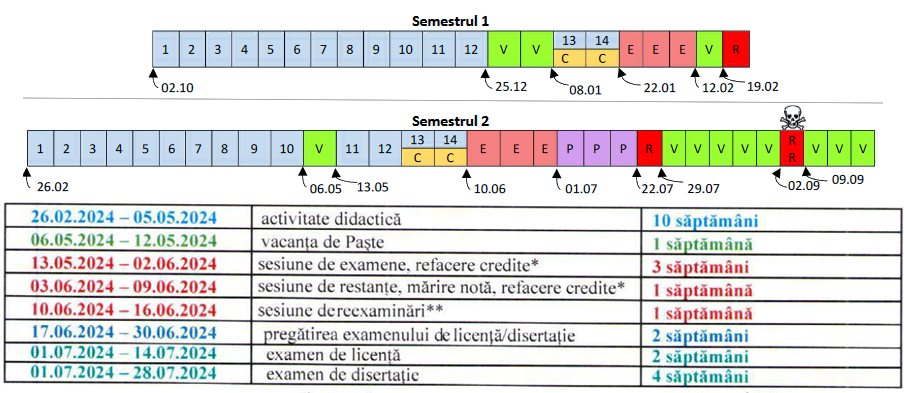 Semestrul 1
1 2 3 4 5 6 7 8 9 10 11 12 V V 13 14 E E E V R
C C
02.10 25.12 08.01 22.01 12.02 19.02
Semestrul 2
1 2 3 4 5 6 7 8 9 10 V 11 12 13 14 E E E P P P R V V V V V R V V V
C C R
26.02 06.05 13.05 10.06 01.07 22.07 29.07 02.09 09.09
26.02.2024 – 05.05.2024 activitate didactică 10 săptămâni
06.05.2024 – 12.05.2024 vacanța de Paște 1 săptămână
13.05.2024 – 02.06.2024 sesiune de examene, refacere credite* 3 săptămâni
03.06.2024 – 09.06.2024 sesiune de restanțe, mărire notă, refacere credite* 1 săptămână
10.06.2024 – 16.06.2024 sesiune dereexaminări** 1 săptămână
17.06.2024 – 30.06.2024 pregătirea examenului de licență/disertație 2 săptămâni
01.07.2024 – 14.07.2024 examen de licență 2 săptămâni
01.07.2024 – 28.07.2024 examen de disertație 4 săptămâni